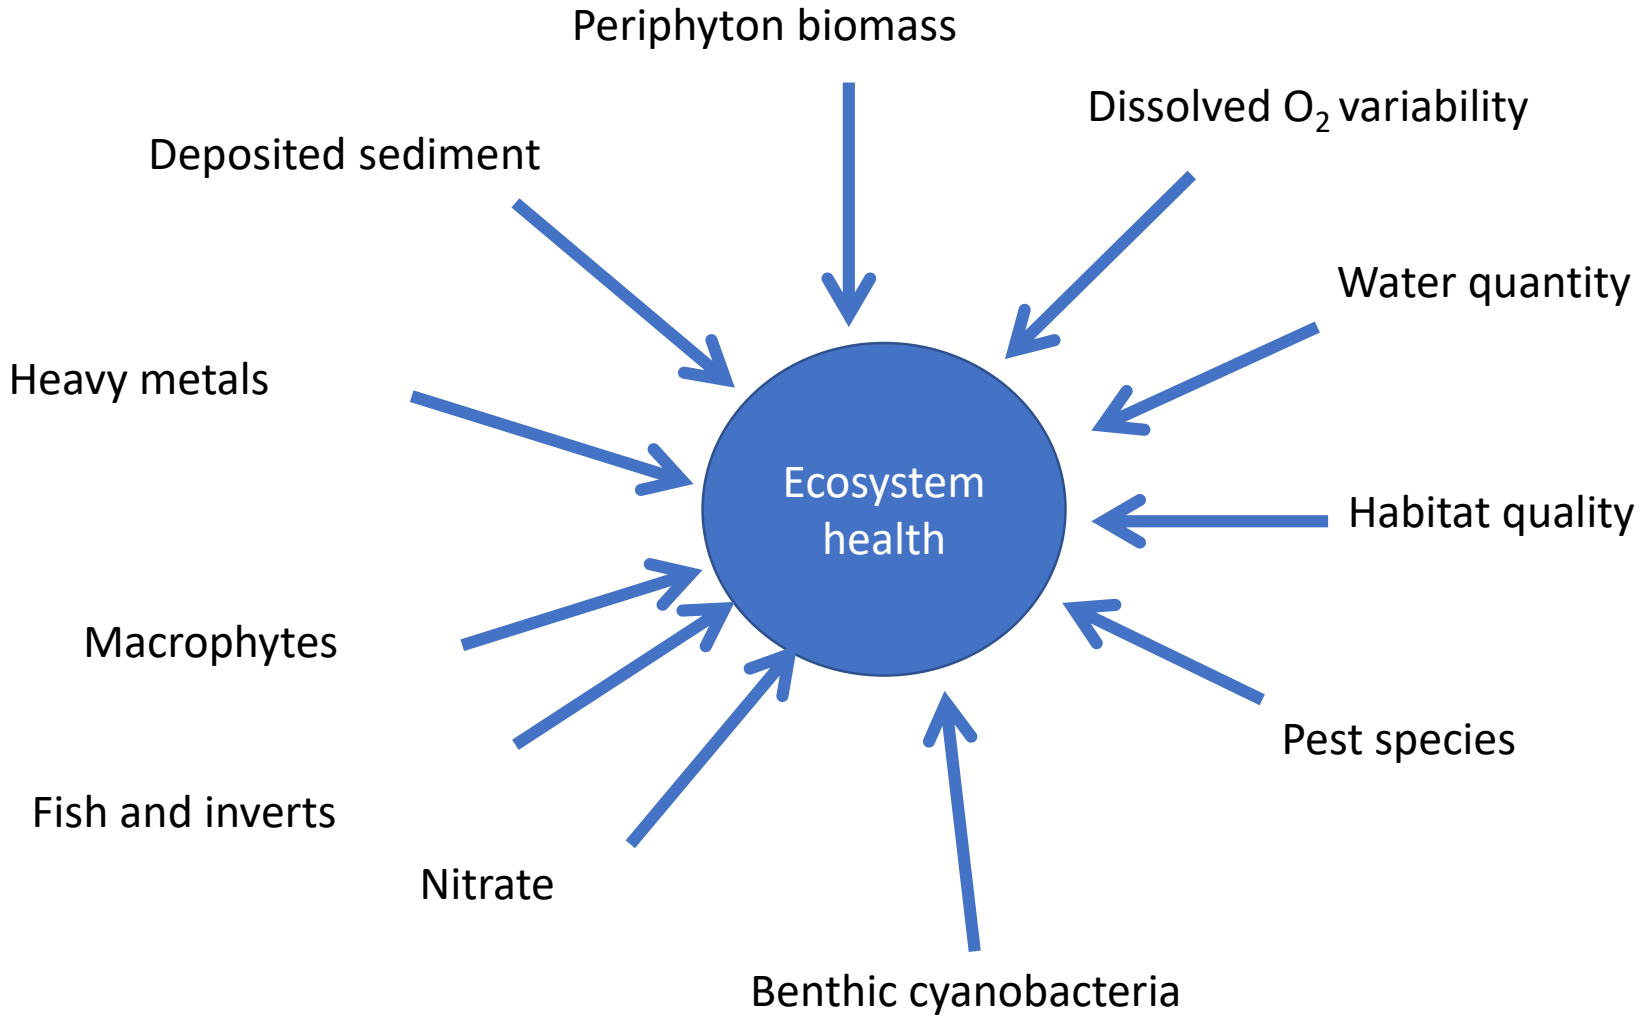 Periphyton biomass
Dissolved O₂ variability
Deposited sediment
Water quantity
Heavy metals
Ecosystem
health
Habitat quality
Macrophytes
Pest species
Fish and inverts
Nitrate
Benthic cyanobacteria